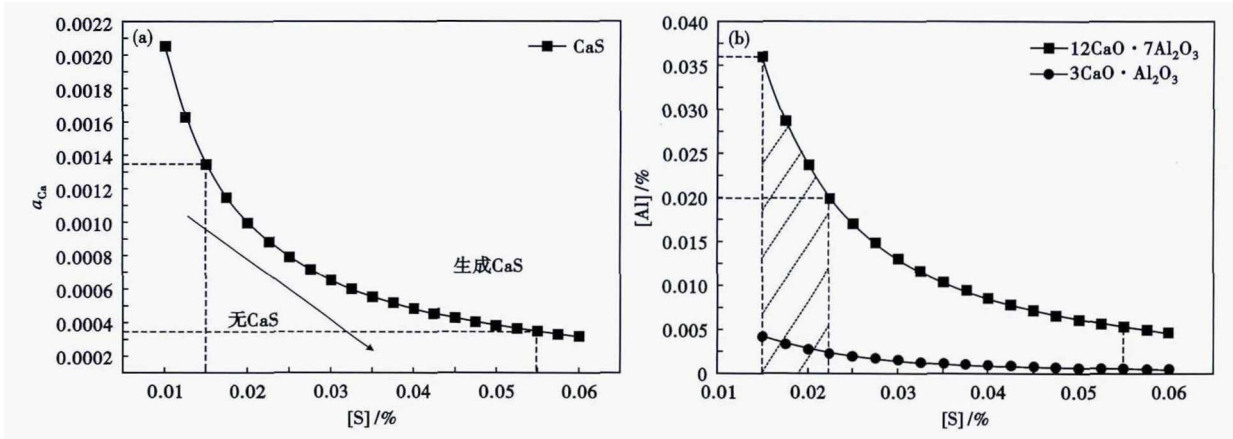 (a)
CaS
0.0022
0.0020
0.0018
0.0016
0.0014
0.0012
0.0010
0.0008
0.0006
0.0004
0.0002
a_Ca
生成CaS
无CaS
0.01 0.02 0.03 0.04 0.05 0.06
[S]/%
(b)
12CaO·7Al₂O₃
3CaO·Al₂O₃
0.040
0.035
0.030
0.025
0.020
0.015
0.010
0.005
0
[Al]/%
0.01 0.02 0.03 0.04 0.05 0.06
[S]/%